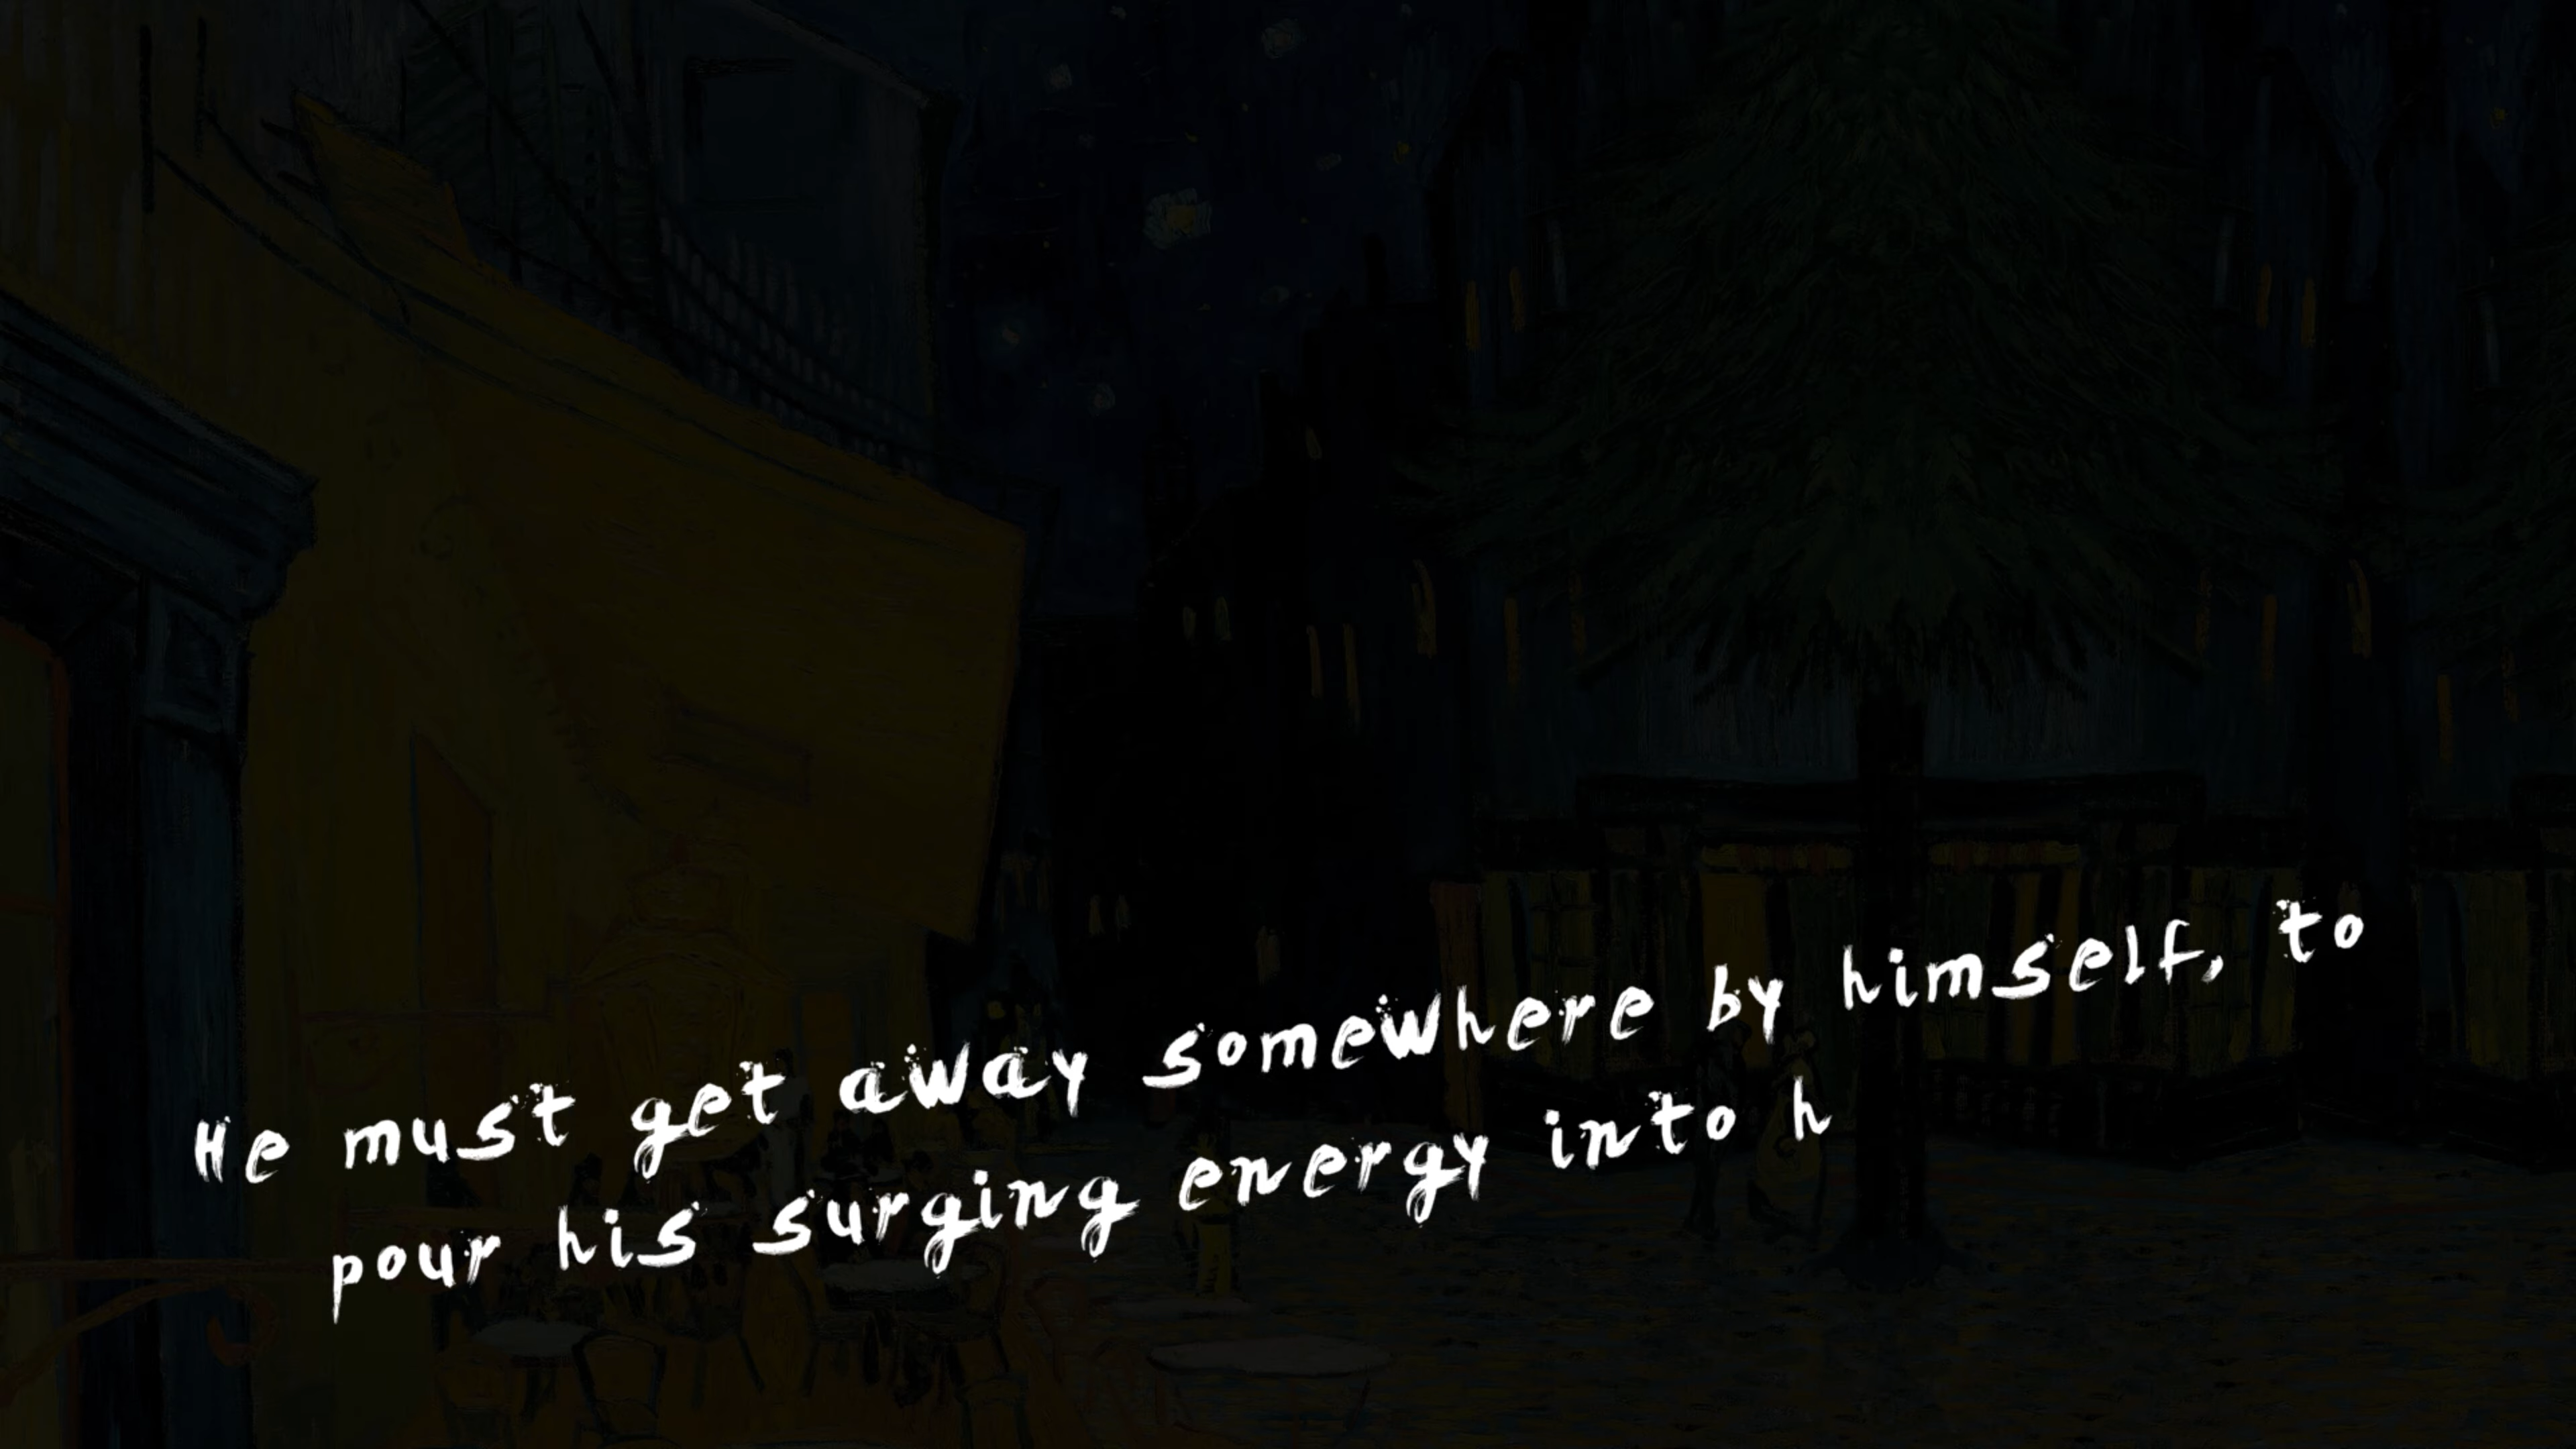 He must get away somewhere by himself, to
pour his surging energy into h